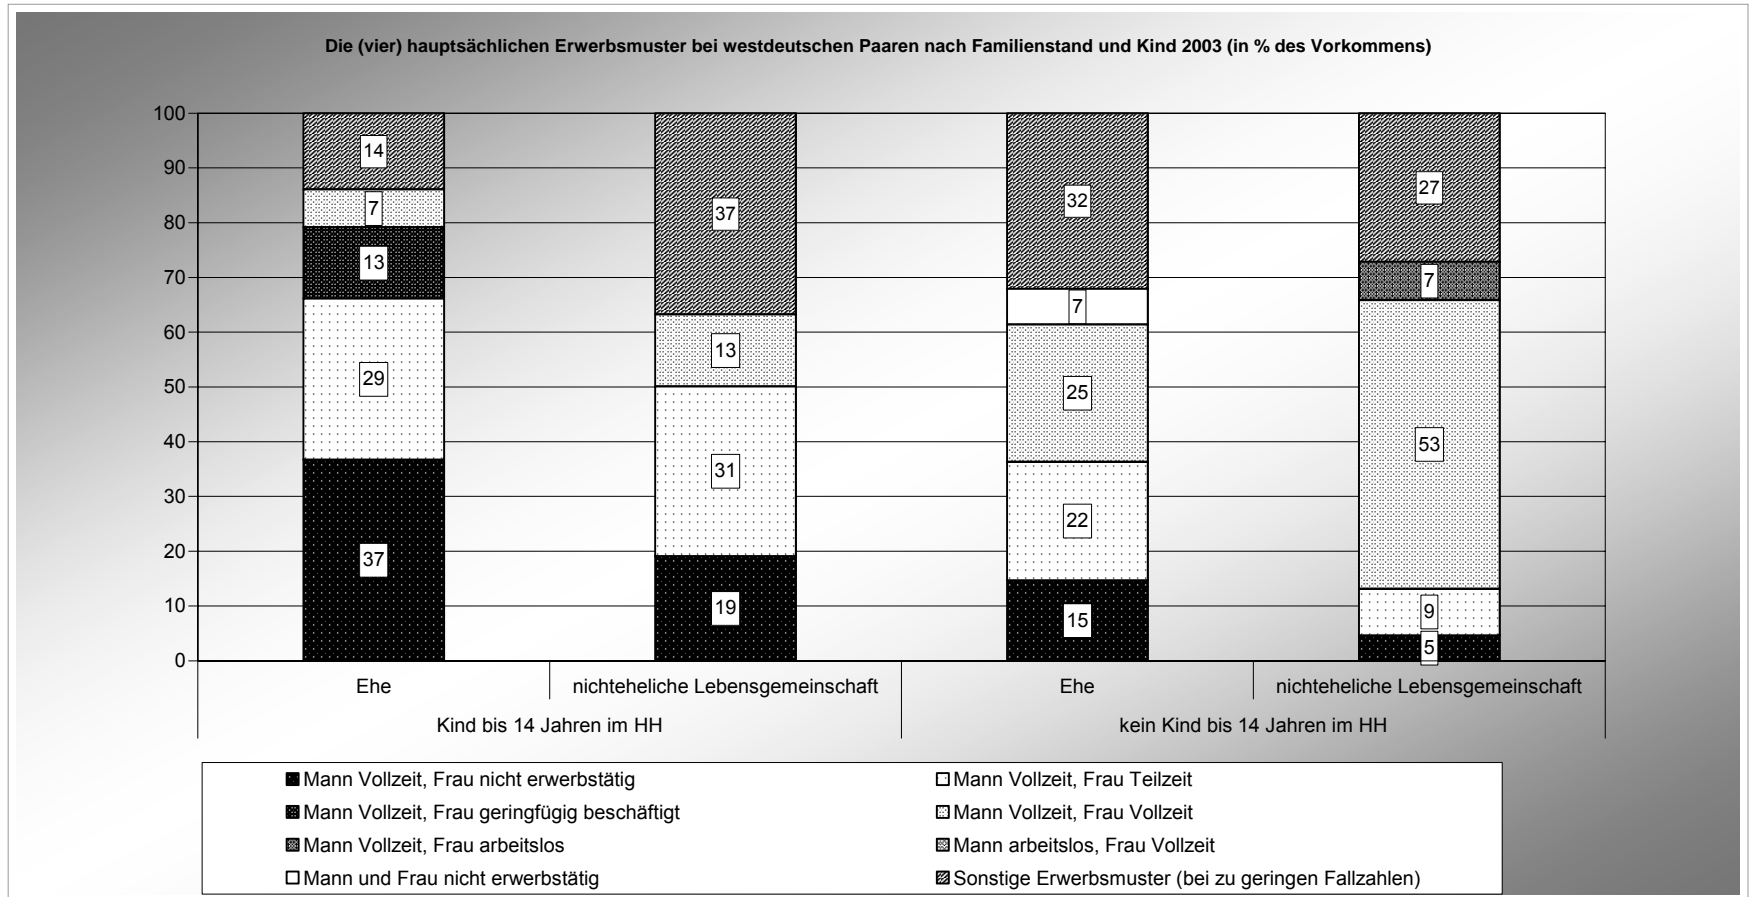 Die (vier) hauptsächlichen Erwerbsmuster bei westdeutschen Paaren nach Familienstand und Kind 2003 (in % des Vorkommens)
100
90
80
70
60
50
40
30
20
10
0
14
7
13
29
37
37
13
31
19
32
7
25
22
15
27
7
53
9
5
Ehe
nichteheliche Lebensgemeinschaft
Ehe
nichteheliche Lebensgemeinschaft
Kind bis 14 Jahren im HH
kein Kind bis 14 Jahren im HH
Mann Vollzeit, Frau nicht erwerbstätig
Mann Vollzeit, Frau Teilzeit
Mann Vollzeit, Frau geringfügig beschäftigt
Mann Vollzeit, Frau Vollzeit
Mann Vollzeit, Frau arbeitslos
Mann arbeitslos, Frau Vollzeit
Mann und Frau nicht erwerbstätig
Sonstige Erwerbsmuster (bei zu geringen Fallzahlen)